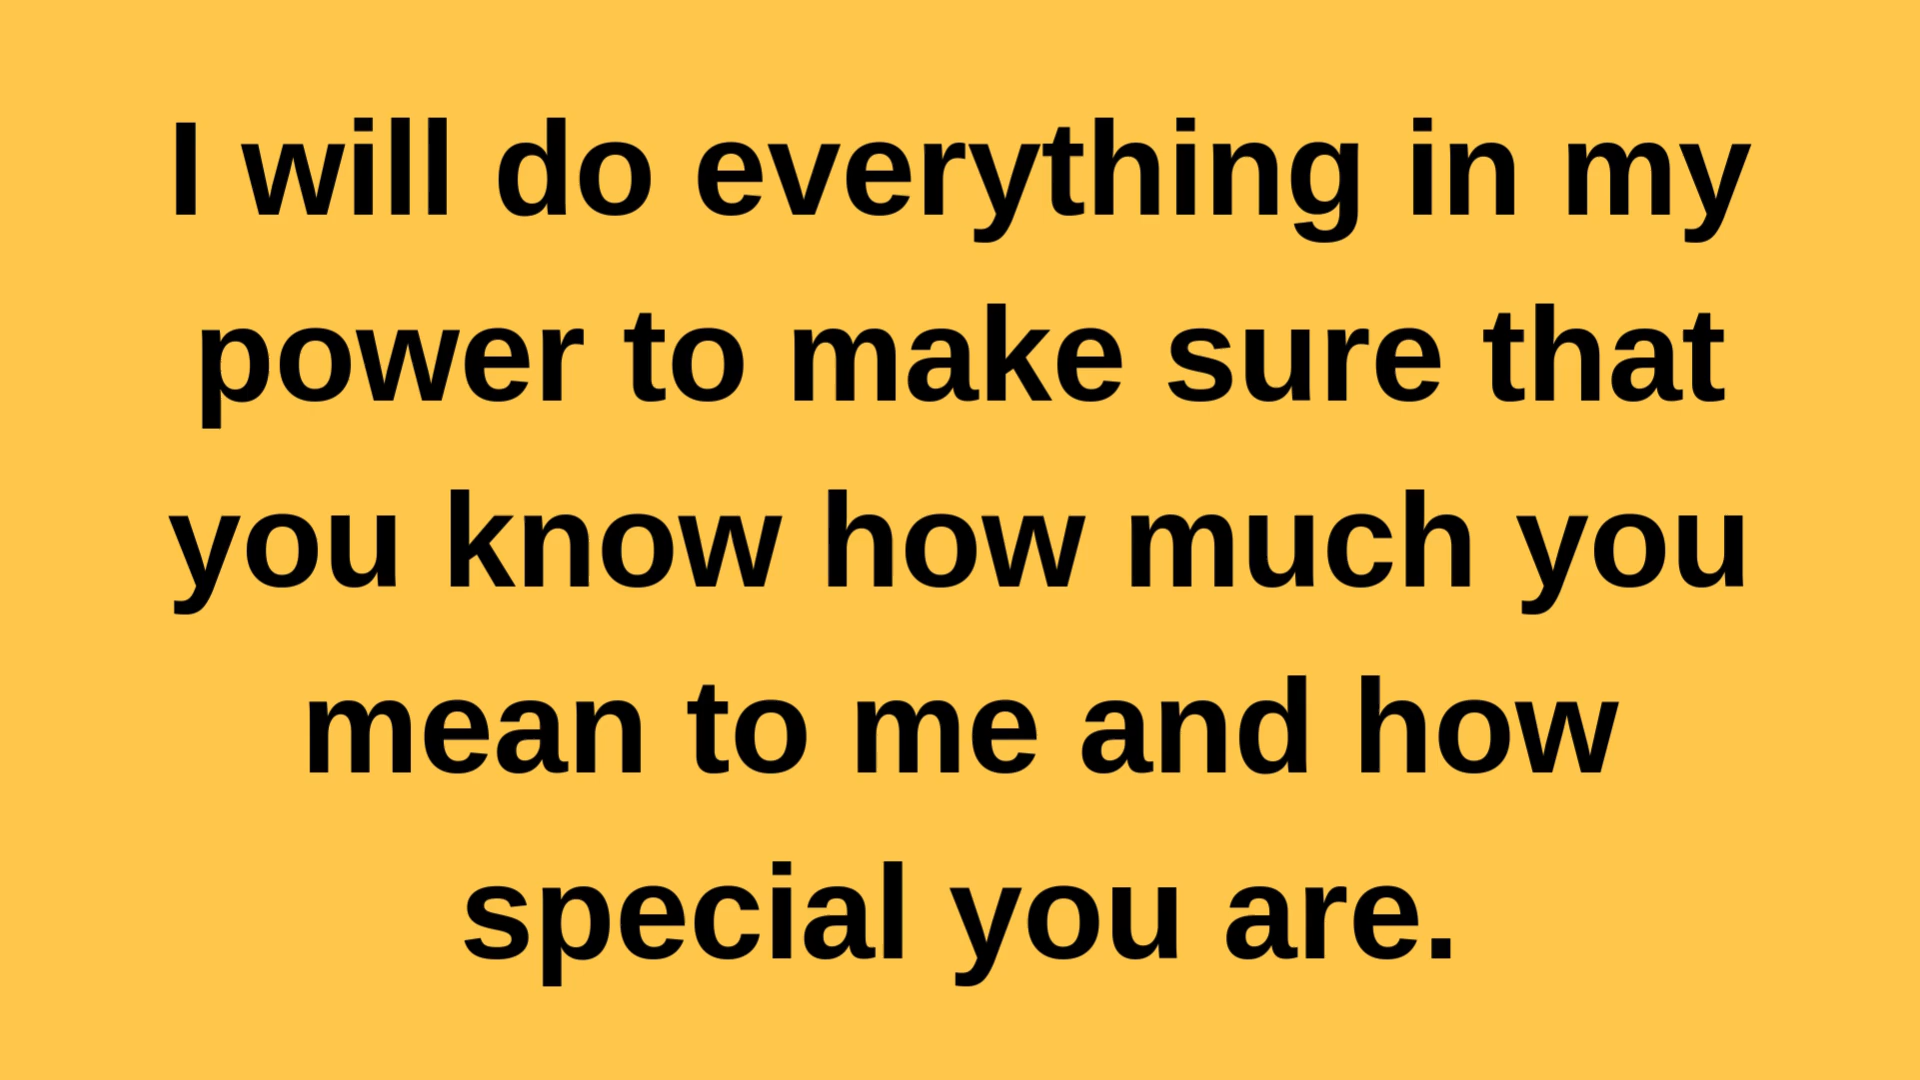 I will do everything in my
power to make sure that
you know how much you
mean to me and how
special you are.